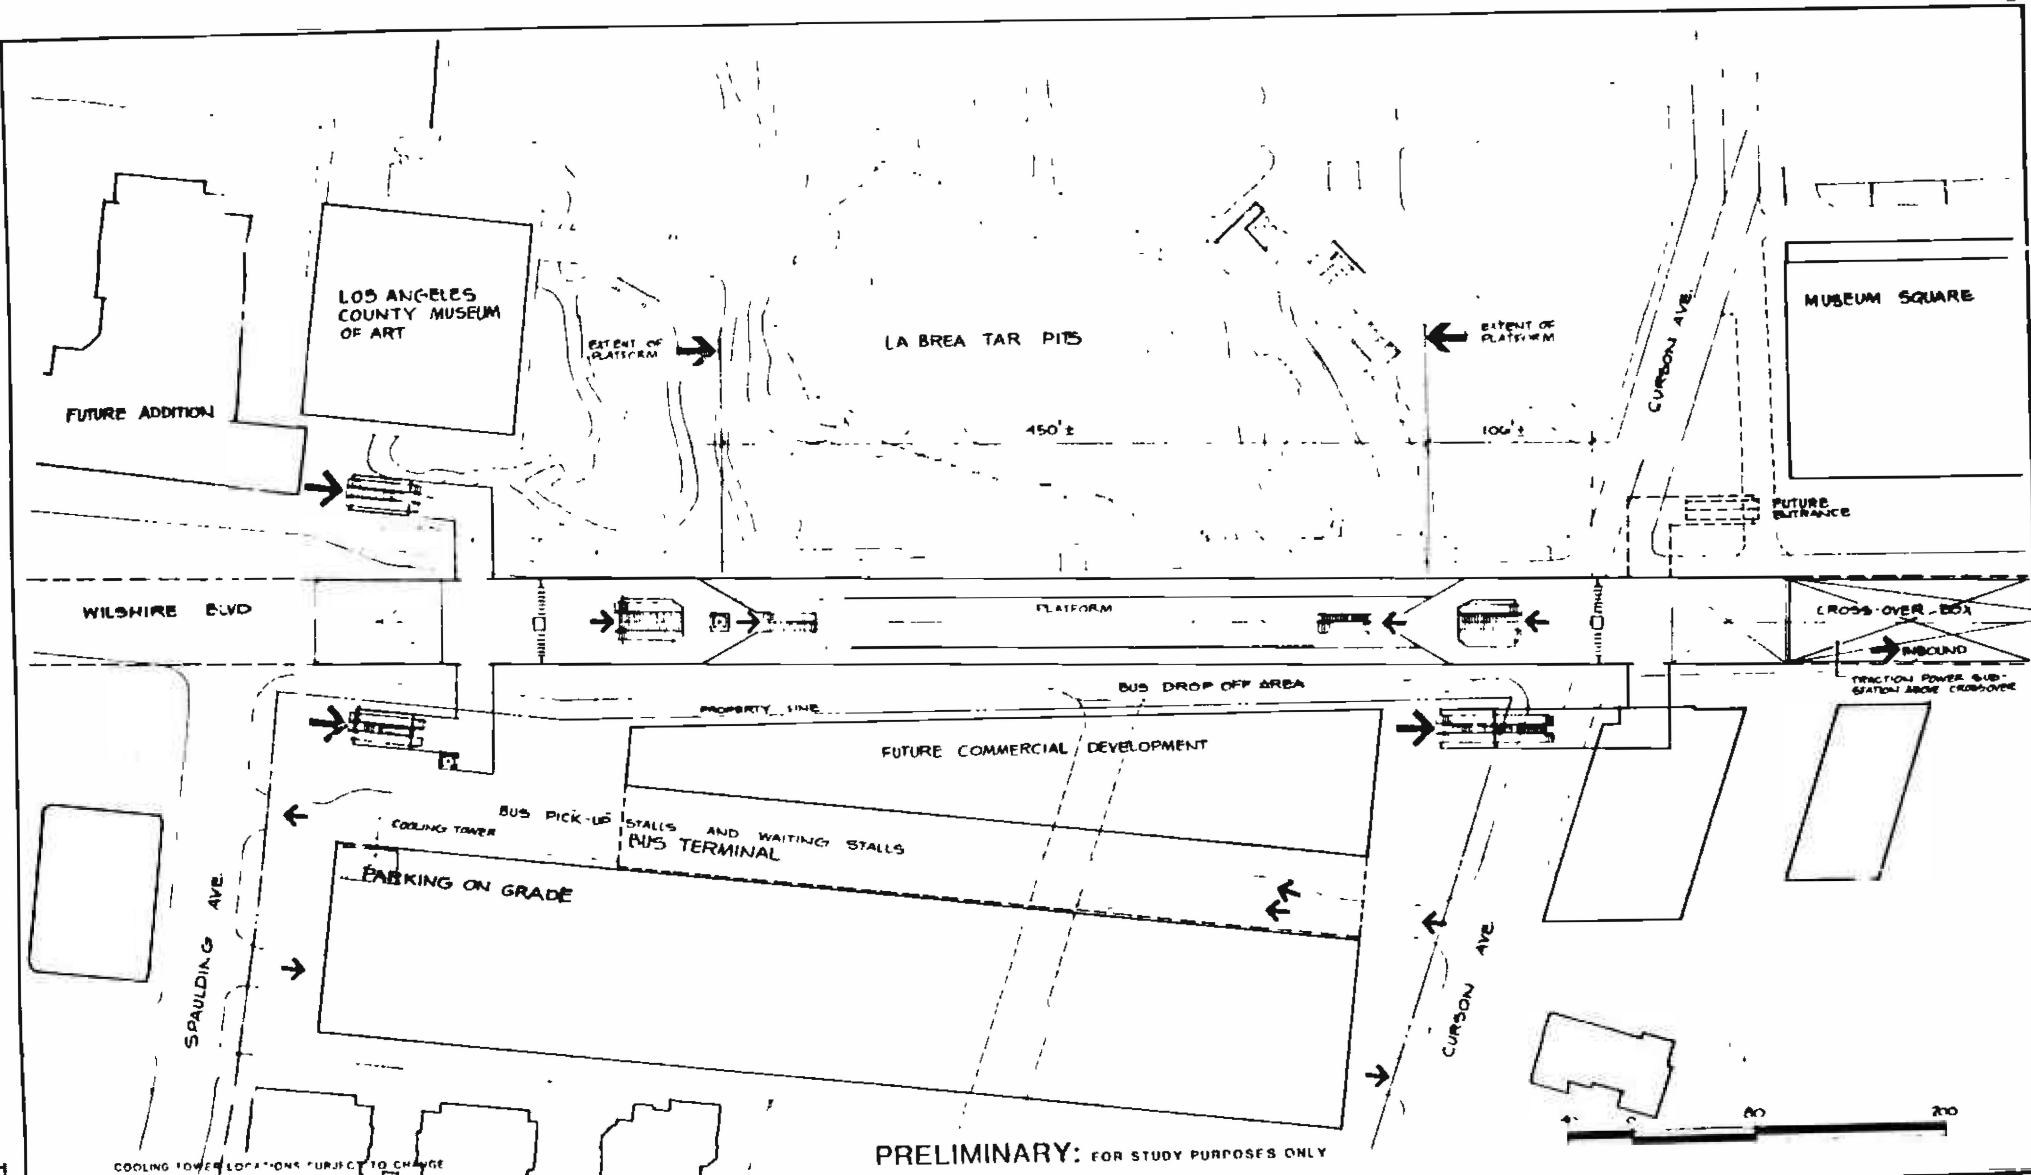 LOS ANGELES
COUNTY MUSEUM
OF ART
FUTURE ADDITION
EXTENT OF
PLATFORM
LA BREA TAR PITS
EXTENT OF
PLATFORM
450'±
106'±
CURSON AVE.
MUSEUM SQUARE
FUTURE
ENTRANCE
WILSHIRE BLVD
PLATFORM
CROSS-OVER BOX
INBOUND
TRACTION POWER SUB-
STATION ABOVE CROSSOVER
BUS DROP OFF AREA
PROPERTY LINE
FUTURE COMMERCIAL DEVELOPMENT
BUS PICK-UP STALLS AND WAITING STALLS
BUS TERMINAL
COOLING TOWER
PARKING ON GRADE
SPAULDING AVE.
CURSON AVE
0 80 200
PRELIMINARY: FOR STUDY PURPOSES ONLY
COOLING TOWER LOCATIONS SUBJECT TO CHANGE